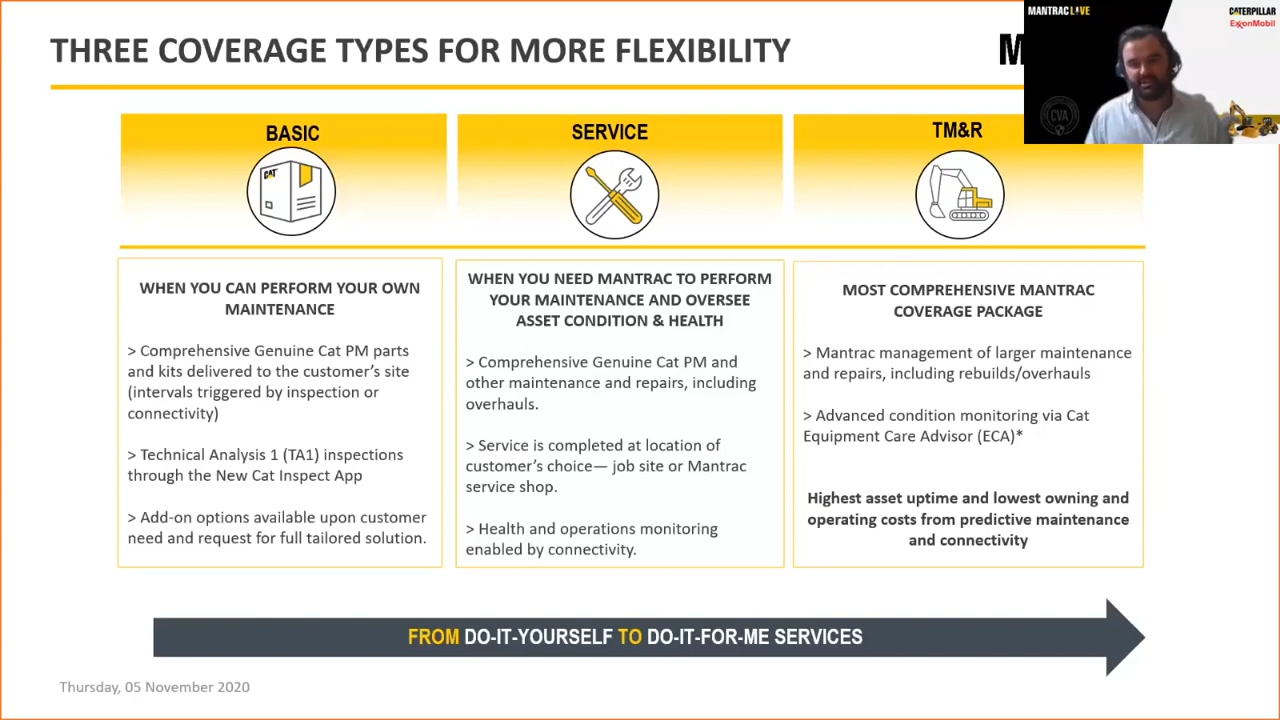 THREE COVERAGE TYPES FOR MORE FLEXIBILITY
M
MANTRAC L!VE
CATERPILLAR
ExxonMobil
CVA
BASIC
SERVICE
TM&R
CAT
WHEN YOU CAN PERFORM YOUR OWN
MAINTENANCE
> Comprehensive Genuine Cat PM parts
and kits delivered to the customer's site
(intervals triggered by inspection or
connectivity)
> Technical Analysis 1 (TA1) inspections
through the New Cat Inspect App
> Add-on options available upon customer
need and request for full tailored solution.
WHEN YOU NEED MANTRAC TO PERFORM
YOUR MAINTENANCE AND OVERSEE
ASSET CONDITION & HEALTH
> Comprehensive Genuine Cat PM and
other maintenance and repairs, including
overhauls.
> Service is completed at location of
customer's choice— job site or Mantrac
service shop.
> Health and operations monitoring
enabled by connectivity.
MOST COMPREHENSIVE MANTRAC
COVERAGE PACKAGE
> Mantrac management of larger maintenance
and repairs, including rebuilds/overhauls
> Advanced condition monitoring via Cat
Equipment Care Advisor (ECA)*
Highest asset uptime and lowest owning and
operating costs from predictive maintenance
and connectivity
FROM DO-IT-YOURSELF TO DO-IT-FOR-ME SERVICES
Thursday, 05 November 2020